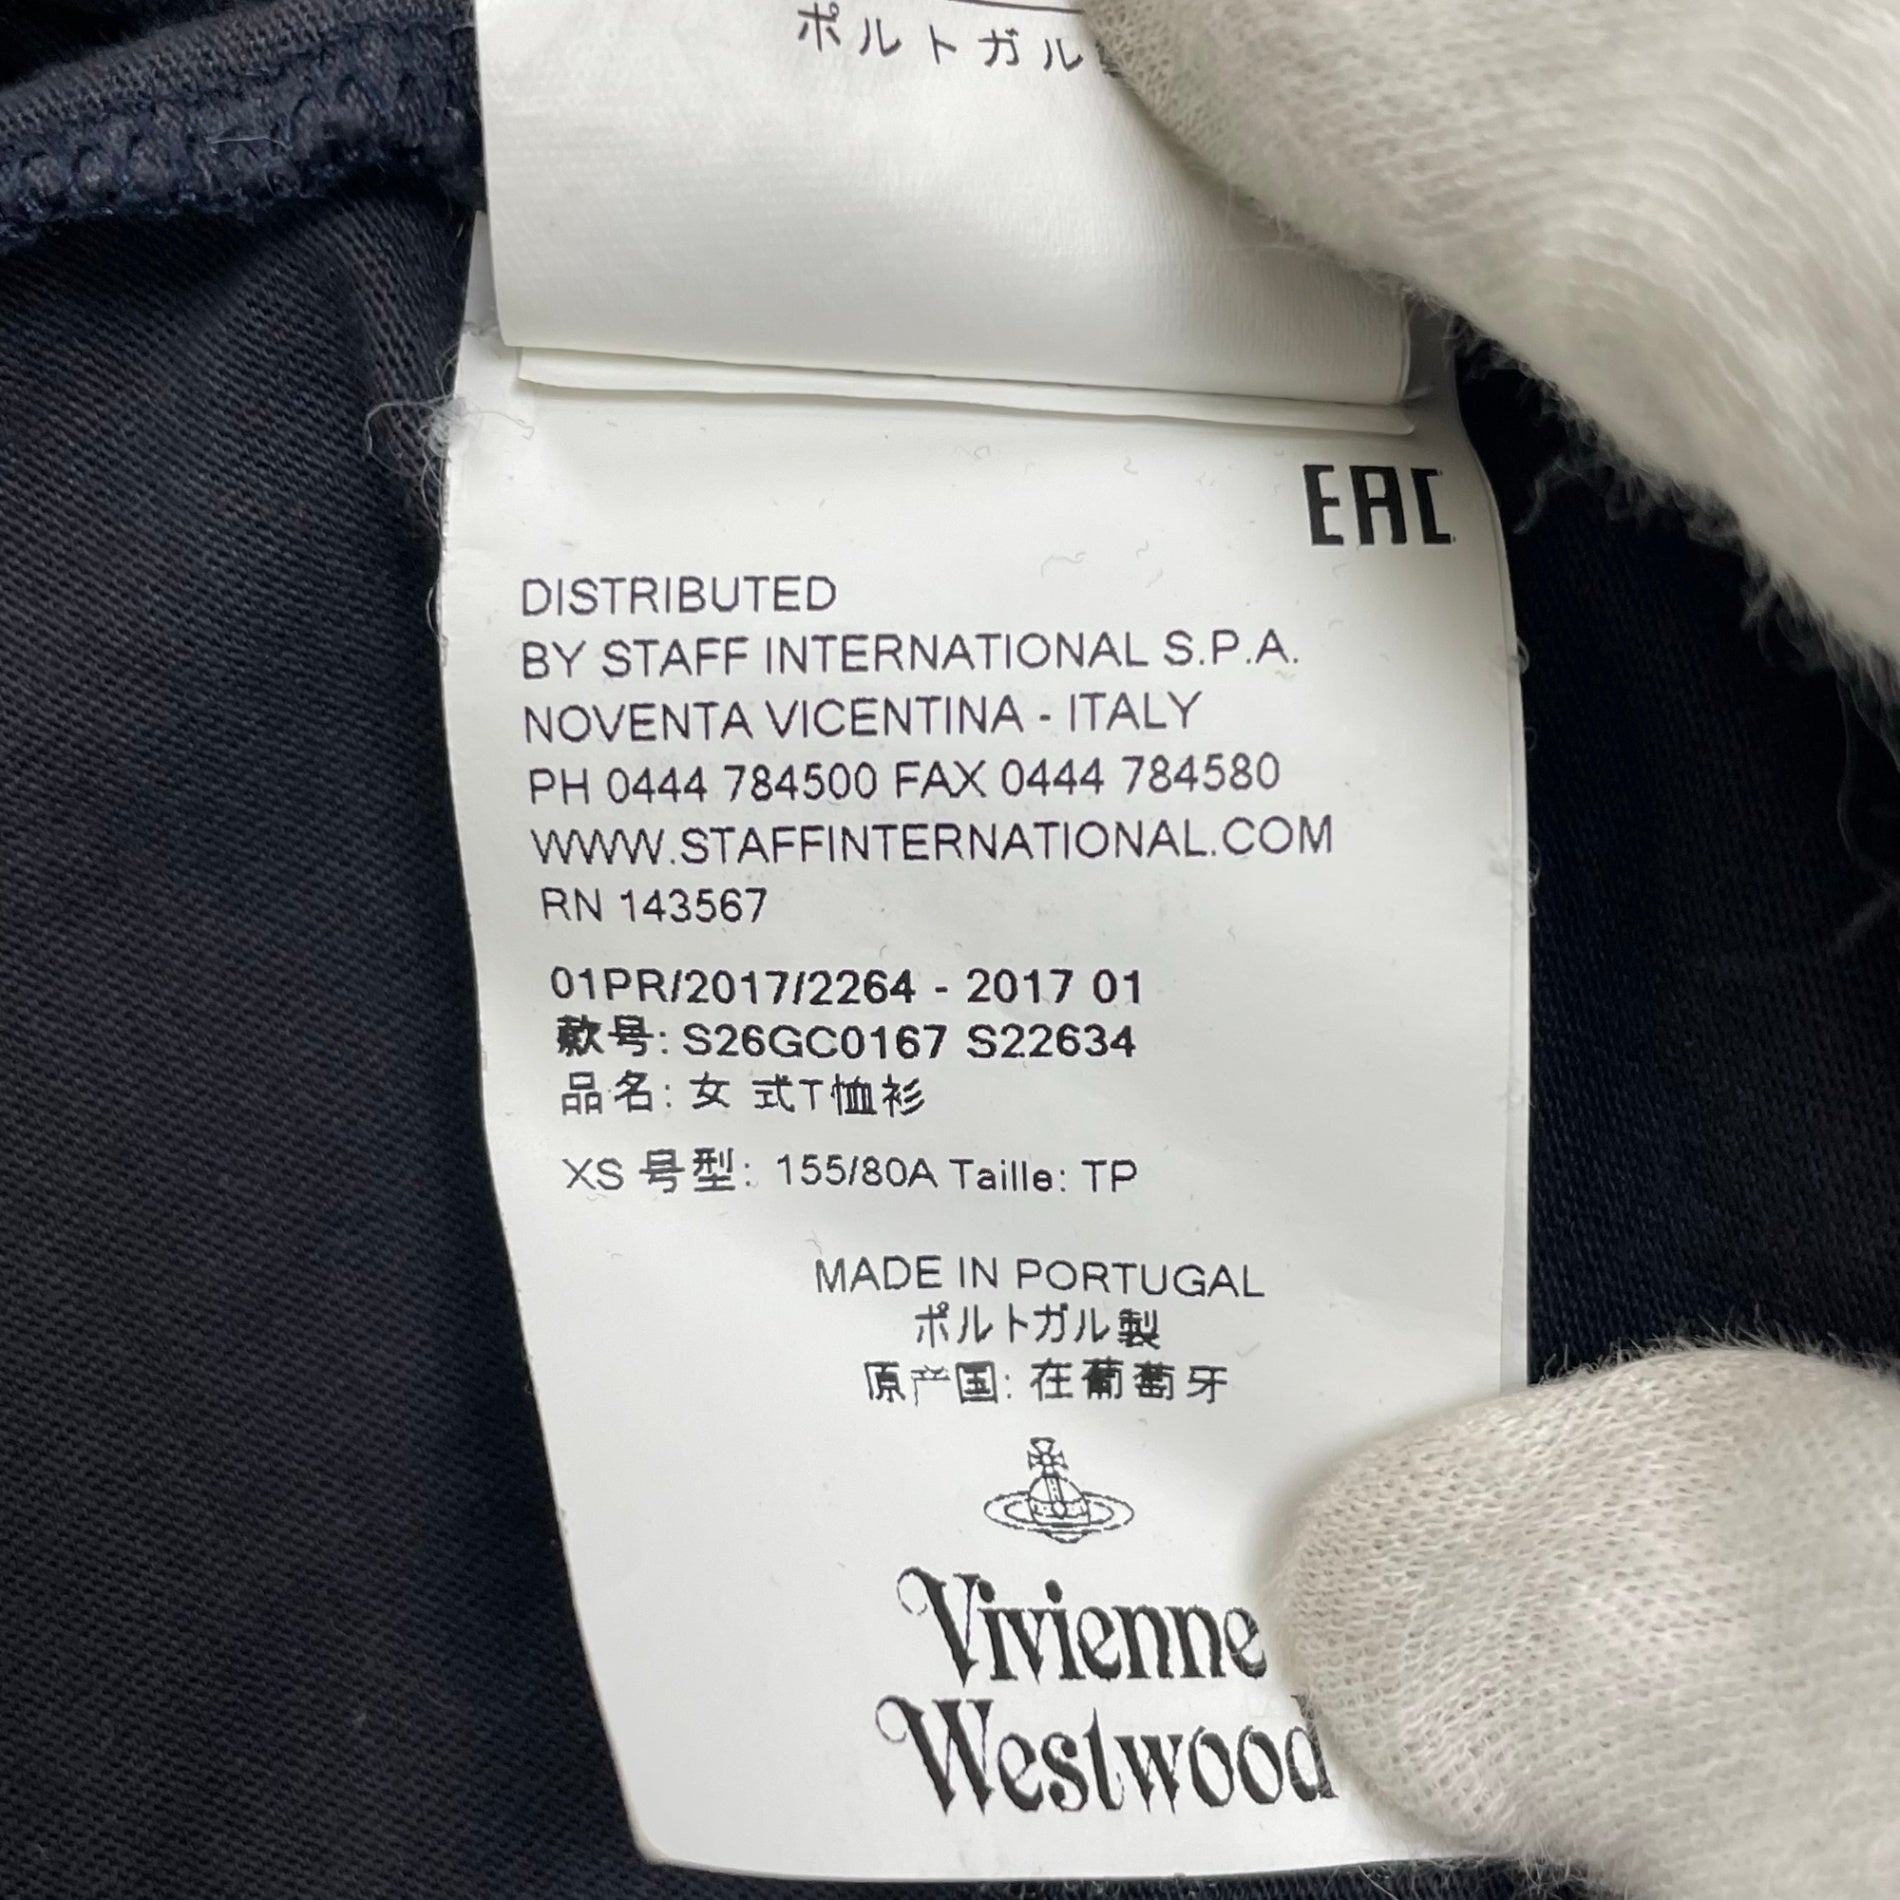 ポルトガル
EAC
DISTRIBUTED
BY STAFF INTERNATIONAL S.P.A.
NOVENTA VICENTINA - ITALY
PH 0444 784500 FAX 0444 784580
WWW.STAFFINTERNATIONAL.COM
RN 143567
01PR/2017/2264 - 2017 01
款号: S26GC0167 S22634
品名: 女 式T恤衫
XS 号型: 155/80A Taille: TP
MADE IN PORTUGAL
ポルトガル製
原产国: 在葡萄牙
Vivienne
Westwood